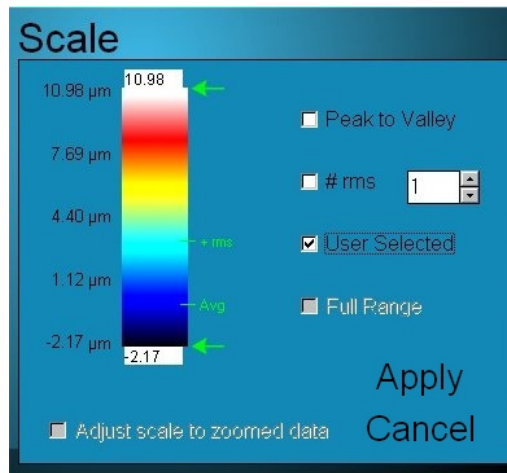 Scale
10.98
10.98 µm
Peak to Valley
7.69 µm
# rms 1
4.40 µm
+ rms
User Selected
1.12 µm
Avg
Full Range
-2.17 µm
-2.17
Apply
Adjust scale to zoomed data
Cancel